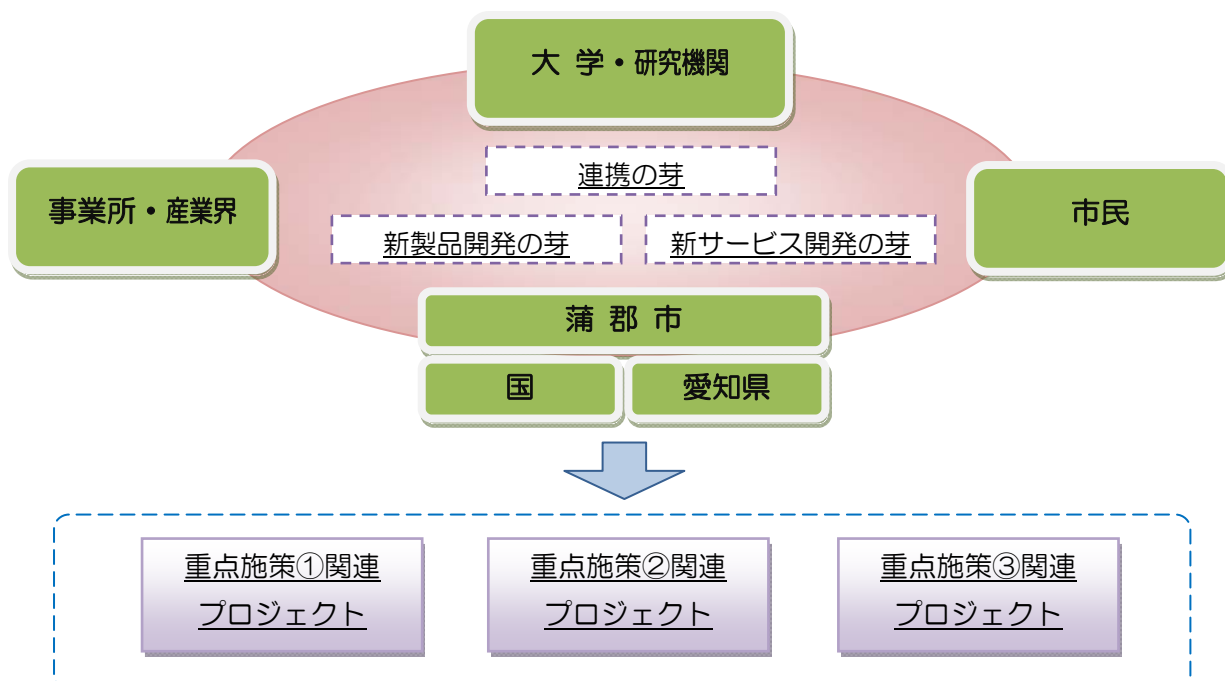 大 学・研究機関
連携の芽
事業所・産業界
市民
新製品開発の芽
新サービス開発の芽
蒲 郡 市
国
愛知県
重点施策①関連
プロジェクト
重点施策②関連
プロジェクト
重点施策③関連
プロジェクト